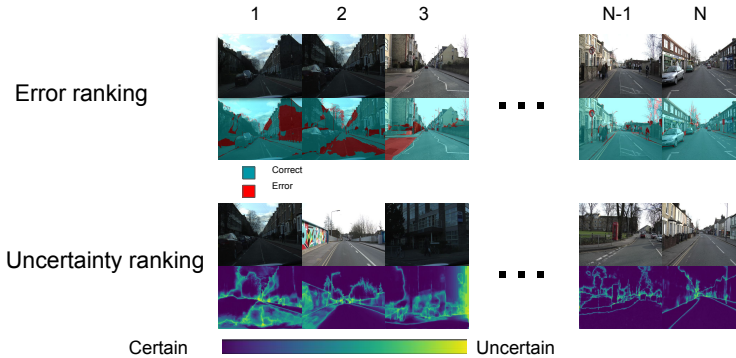 1 2 3 N-1 N
Error ranking
Correct
Error
Uncertainty ranking
Certain Uncertain